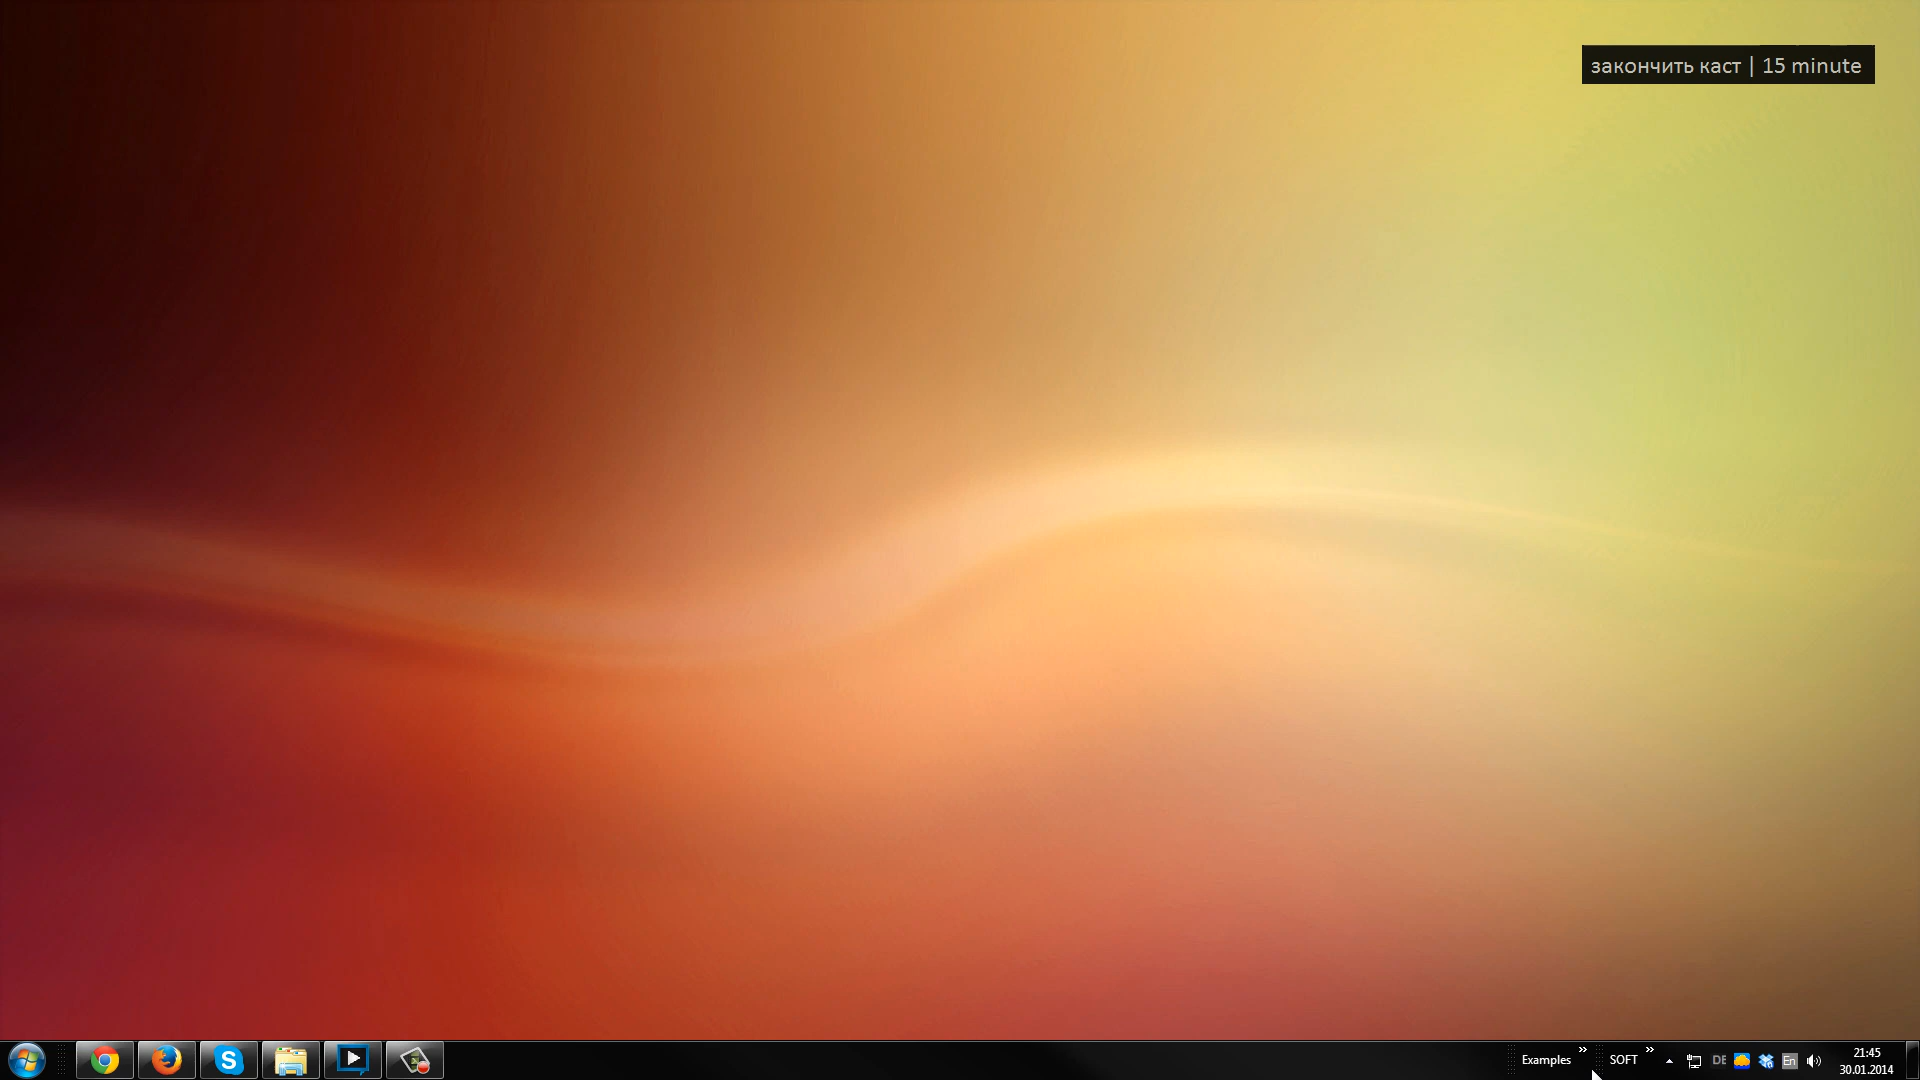 закончить каст | 15 minute
Examples »
SOFT »
DE
En
21:45
30.01.2014